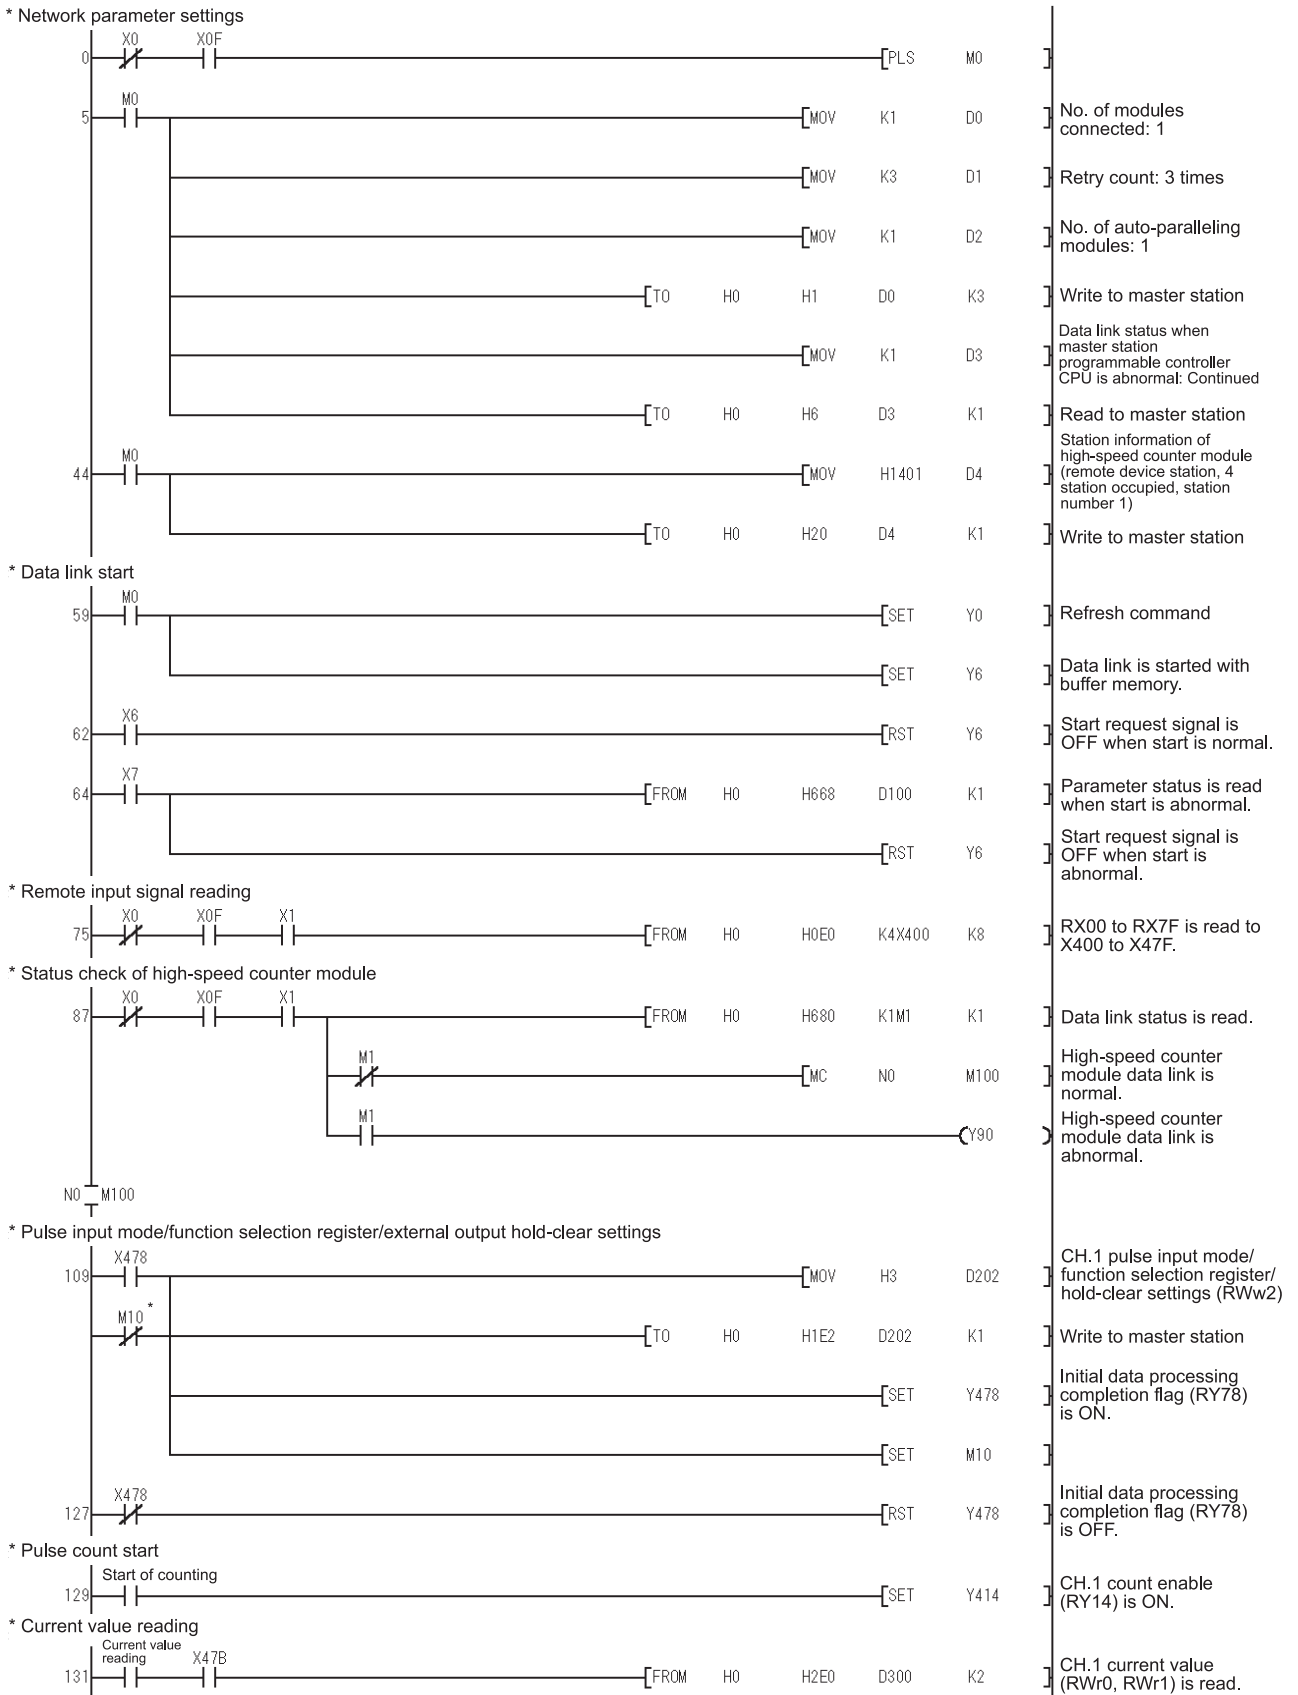 * Network parameter settings
X0 X0F
0 [PLS M0 ]
M0
5 [MOV K1 D0 ] No. of modules
connected: 1
[MOV K3 D1 ] Retry count: 3 times
[MOV K1 D2 ] No. of auto-paralleling
modules: 1
[TO H0 H1 D0 K3 ] Write to master station
[MOV K1 D3 ] Data link status when
master station
programmable controller
CPU is abnormal: Continued
[TO H0 H6 D3 K1 ] Read to master station
M0
44 [MOV H1401 D4 ] Station information of
high-speed counter module
(remote device station, 4
station occupied, station
number 1)
[TO H0 H20 D4 K1 ] Write to master station
* Data link start
M0
59 [SET Y0 ] Refresh command
[SET Y6 ] Data link is started with
buffer memory.
X6
62 [RST Y6 ] Start request signal is
OFF when start is normal.
X7
64 [FROM H0 H668 D100 K1 ] Parameter status is read
when start is abnormal.
[RST Y6 ] Start request signal is
OFF when start is
abnormal.
* Remote input signal reading
X0 X0F X1
75 [FROM H0 H0E0 K4X400 K8 ] RX00 to RX7F is read to
X400 to X47F.
* Status check of high-speed counter module
X0 X0F X1
87 [FROM H0 H680 K1M1 K1 ] Data link status is read.
M1
[MC N0 M100 ] High-speed counter
module data link is
normal.
M1
(Y90 ) High-speed counter
module data link is
abnormal.
N0 M100
* Pulse input mode/function selection register/external output hold-clear settings
X478
109 [MOV H3 D202 ] CH.1 pulse input mode/
function selection register/
hold-clear settings (RWw2)
M10 *
[TO H0 H1E2 D202 K1 ] Write to master station
[SET Y478 ] Initial data processing
completion flag (RY78)
is ON.
[SET M10 ]
X478
127 [RST Y478 ] Initial data processing
completion flag (RY78)
is OFF.
* Pulse count start
Start of counting
129 [SET Y414 ] CH.1 count enable
(RY14) is ON.
* Current value reading
Current value
reading X47B
131 [FROM H0 H2E0 D300 K2 ] CH.1 current value
(RWr0, RWr1) is read.